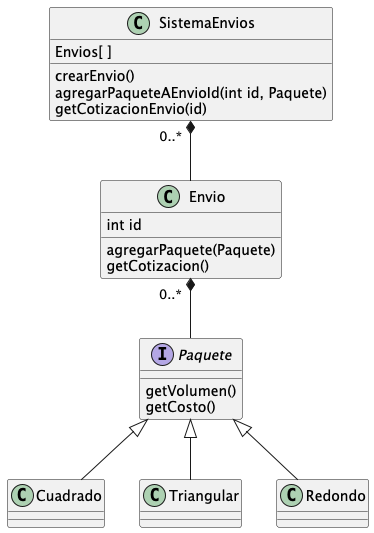 C SistemaEnvios
Envios[ ]
crearEnvio()
agregarPaqueteAEnvioId(int id, Paquete)
getCotizacionEnvio(id)
0..*
C Envio
int id
agregarPaquete(Paquete)
getCotizacion()
0..*
I Paquete
getVolumen()
getCosto()
C Cuadrado
C Triangular
C Redondo